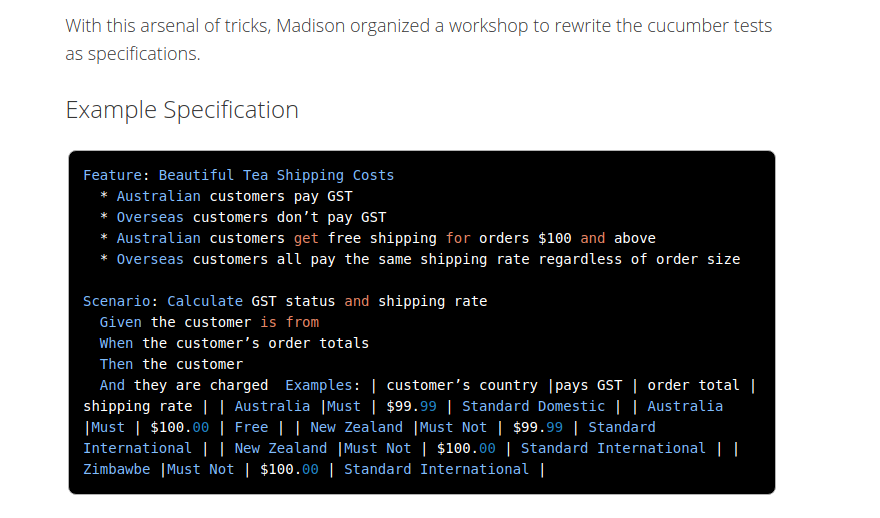 With this arsenal of tricks, Madison organized a workshop to rewrite the cucumber tests
as specifications.
Example Specification
Feature: Beautiful Tea Shipping Costs
* Australian customers pay GST
* Overseas customers don’t pay GST
* Australian customers get free shipping for orders $100 and above
* Overseas customers all pay the same shipping rate regardless of order size
Scenario: Calculate GST status and shipping rate
Given the customer is from
When the customer’s order totals
Then the customer
And they are charged  Examples: | customer’s country |pays GST | order total |
shipping rate | | Australia |Must | $99.99 | Standard Domestic | | Australia
|Must | $100.00 | Free | | New Zealand |Must Not | $99.99 | Standard
International | | New Zealand |Must Not | $100.00 | Standard International | |
Zimbawbe |Must Not | $100.00 | Standard International |